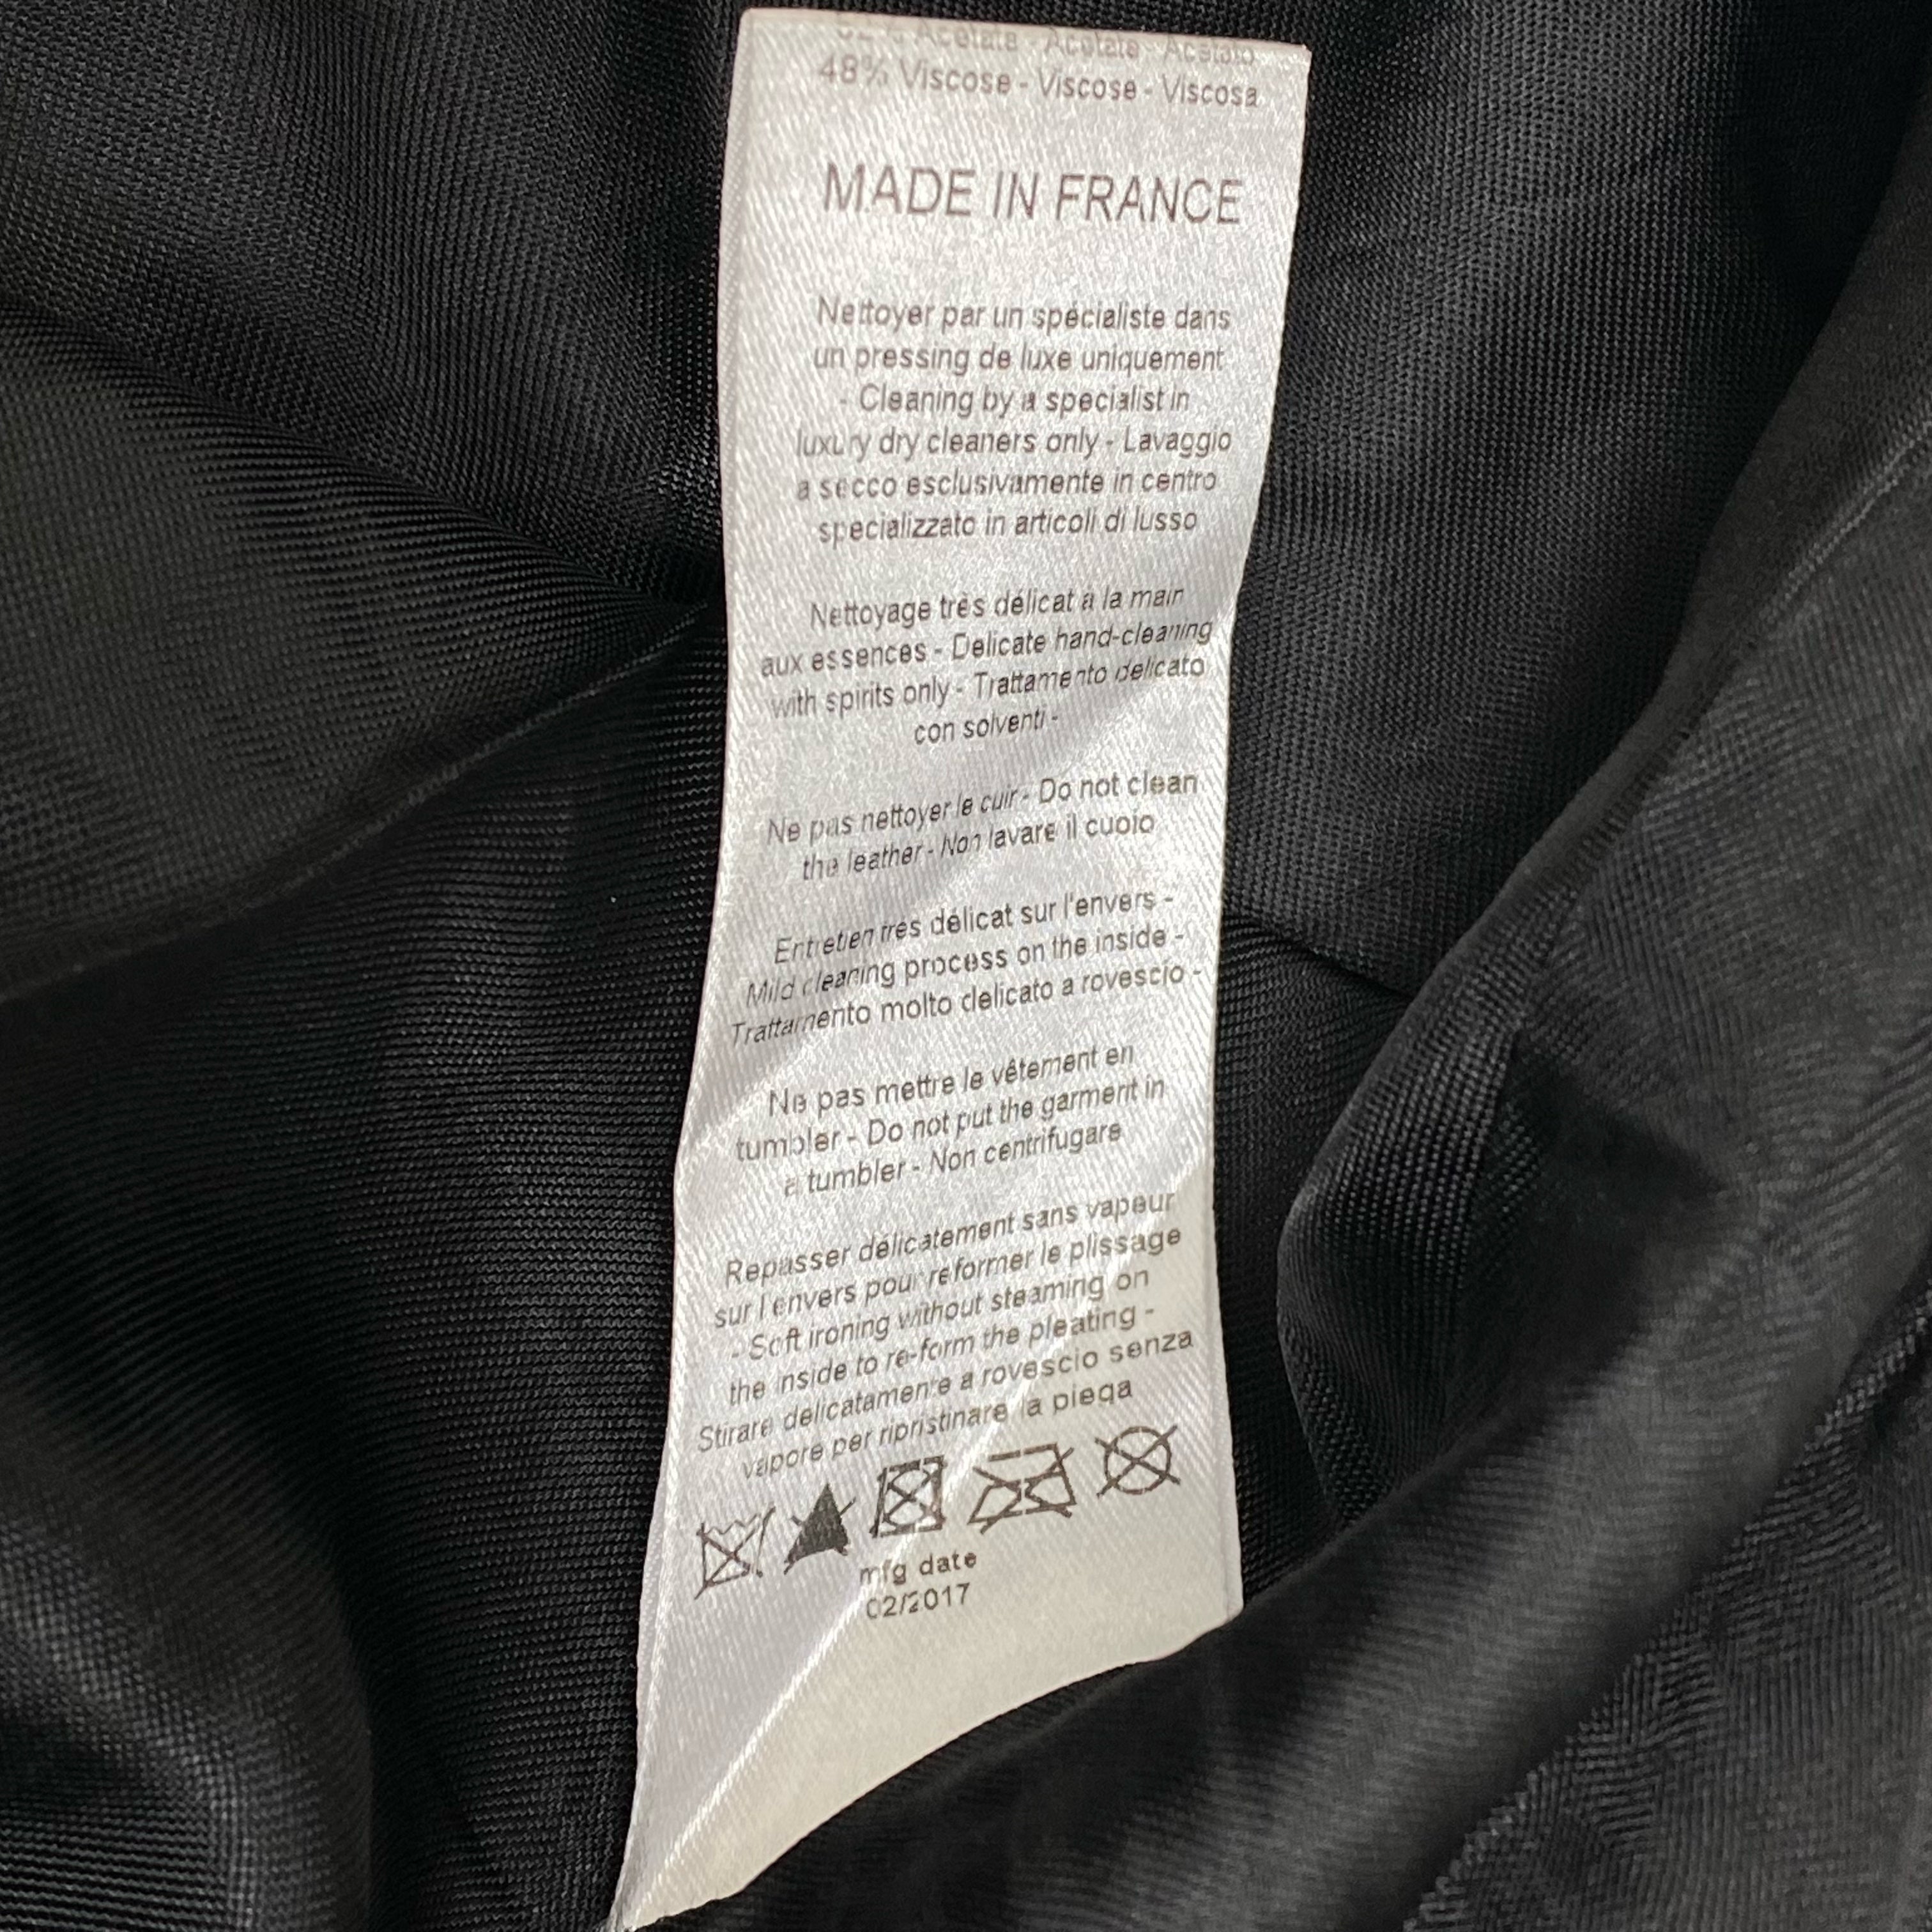 52% Acetate - Acetate - Acetato
48% Viscose - Viscose - Viscosa
MADE IN FRANCE
Nettoyer par un spécialiste dans
un pressing de luxe uniquement
- Cleaning by a specialist in
luxury dry cleaners only - Lavaggio
a secco esclusivamente in centro
specializzato in articoli di lusso
Nettoyage très délicat à la main
aux essences - Delicate hand-cleaning
with spirits only - Trattamento delicato
con solventi -
Ne pas nettoyer le cuir - Do not clean
the leather - Non lavare il cuoio
Entretien très délicat sur l'envers -
Mild cleaning process on the inside -
Trattamento molto delicato a rovescio -
Ne pas mettre le vêtement en
tumbler - Do not put the garment in
a tumbler - Non centrifugare
Repasser délicatement sans vapeur
sur l'envers pour reformer le plissage
- Soft ironing without steaming on
the inside to re-form the pleating -
Stirare delicatamente a rovescio senza
vapore per ripristinare la piega
mfg date
02/2017